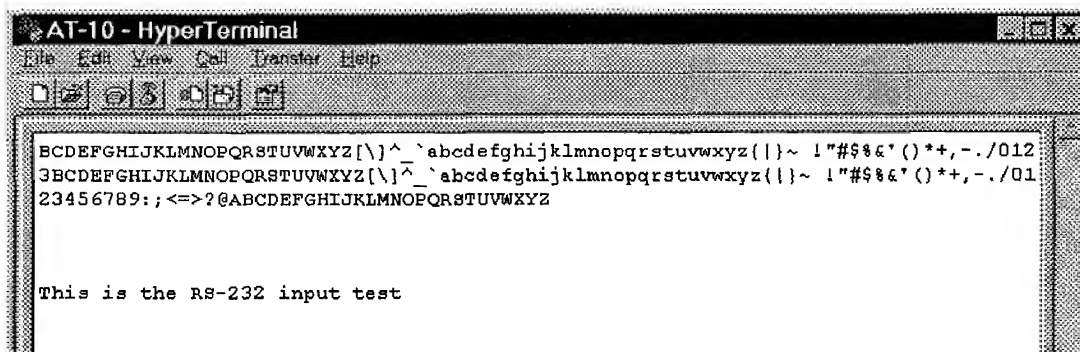 AT-10 - HyperTerminal
File Edit View Call Transfer Help
BCDEFGHIJKLMNOPQRSTUVWXYZ[\]^_`abcdefghijklmnopqrstuvwxyz{|}~ !"#$%&'()*+,-./012
3BCDEFGHIJKLMNOPQRSTUVWXYZ[\]^_`abcdefghijklmnopqrstuvwxyz{|}~ !"#$%&'()*+,-./01
23456789:;<=>?@ABCDEFGHIJKLMNOPQRSTUVWXYZ
This is the RS-232 input test